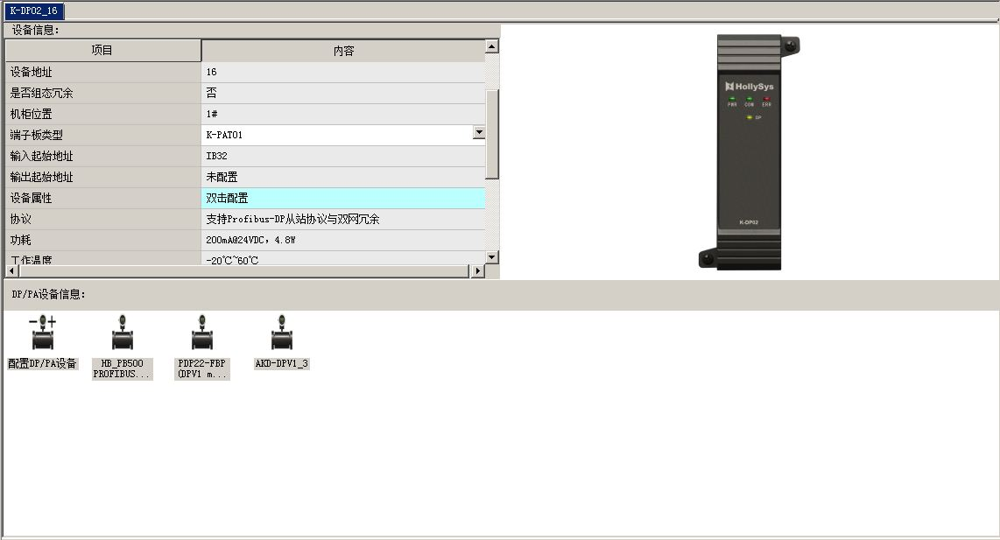 K-DP02_16
设备信息:
项目 内容
设备地址 16
是否组态冗余 否
机柜位置 1#
端子板类型 K-PAT01
输入起始地址 IB32
输出起始地址 未配置
设备属性 双击配置
协议 支持Profibus-DP从站协议与双网冗余
功耗 200mA@24VDC, 4.8W
工作温度 -20℃~60℃
HollySys
PWR COM ERR
DP
K-DP02
DP/PA设备信息:
配置DP/PA设备
HB_PB500
PROFIBUS...
PDP22-FBP
(DPV1 m...
AKD-DPV1_3